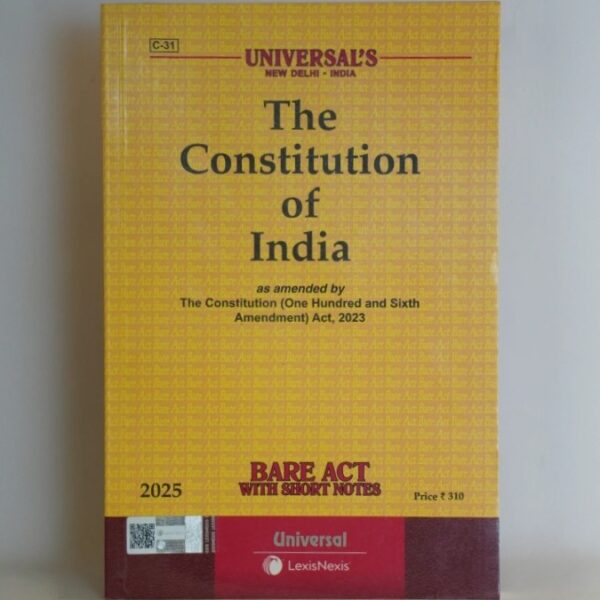 C-31
UNIVERSAL'S
NEW DELHI - INDIA
The
Constitution
of
India
as amended by
The Constitution (One Hundred and Sixth
Amendment) Act, 2023
BARE ACT
WITH SHORT NOTES
2025
Price ₹ 310
Universal
LexisNexis